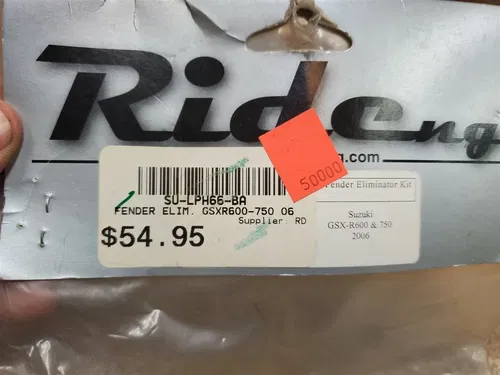 Rideng
g.com
50000
SU-LPH66-BA
FENDER ELIM. GSXR600-750 06
Supplier: RD
$54.95
Fender Eliminator Kit
Suzuki
GSX-R600 & 750
2006